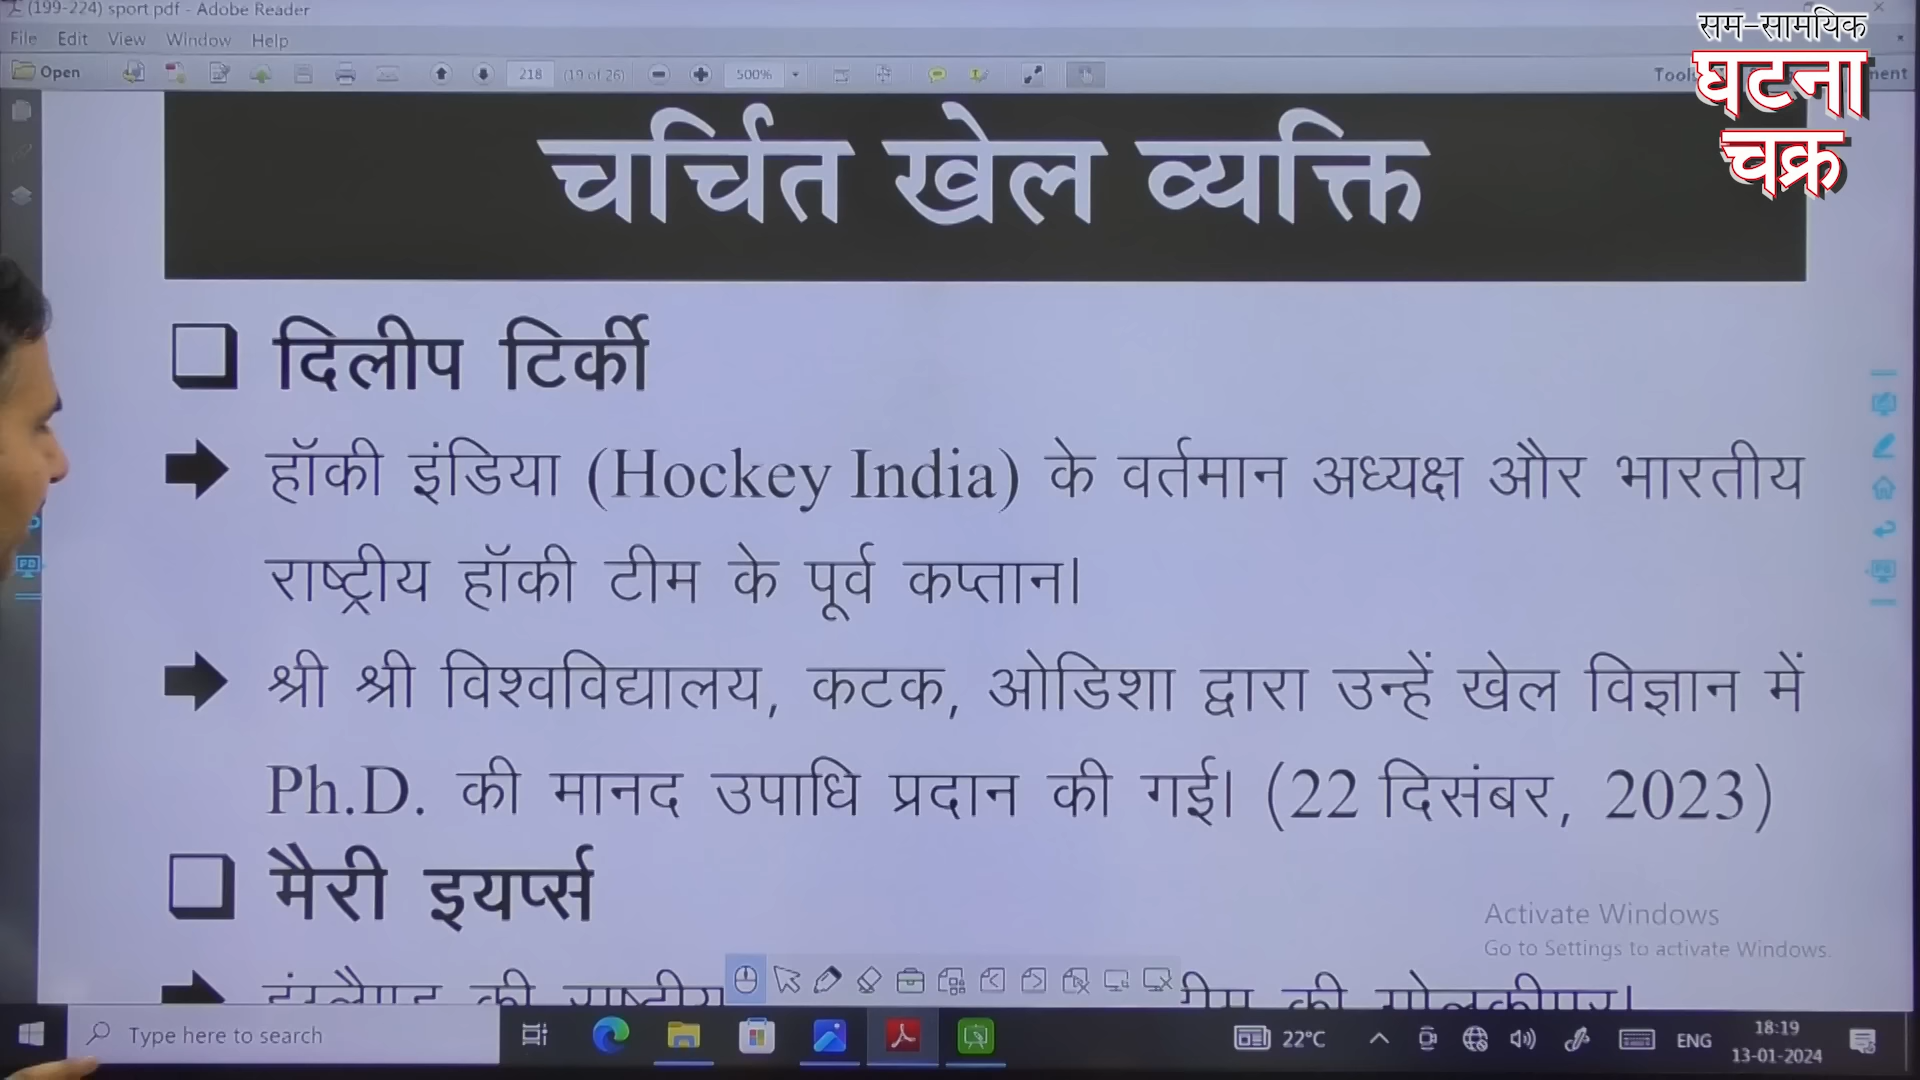 (199-224) sport pdf - Adobe Reader
सम-सामयिक
File Edit View Window Help
घटना
Open 218 (19 of 26) 500%
चक्र
चर्चित खेल व्यक्ति
दिलीप टिर्की
हॉकी इंडिया (Hockey India) के वर्तमान अध्यक्ष और भारतीय
राष्ट्रीय हॉकी टीम के पूर्व कप्तान।
श्री श्री विश्वविद्यालय, कटक, ओडिशा द्वारा उन्हें खेल विज्ञान में
Ph.D. की मानद उपाधि प्रदान की गई। (22 दिसंबर, 2023)
मैरी इयर्प्स
Activate Windows
Go to Settings to activate Windows.
इंग्लैण्ड की राष्ट्रीय टीम की गोलकीपर।
Type here to search
22°C
ENG
18:19
13-01-2024